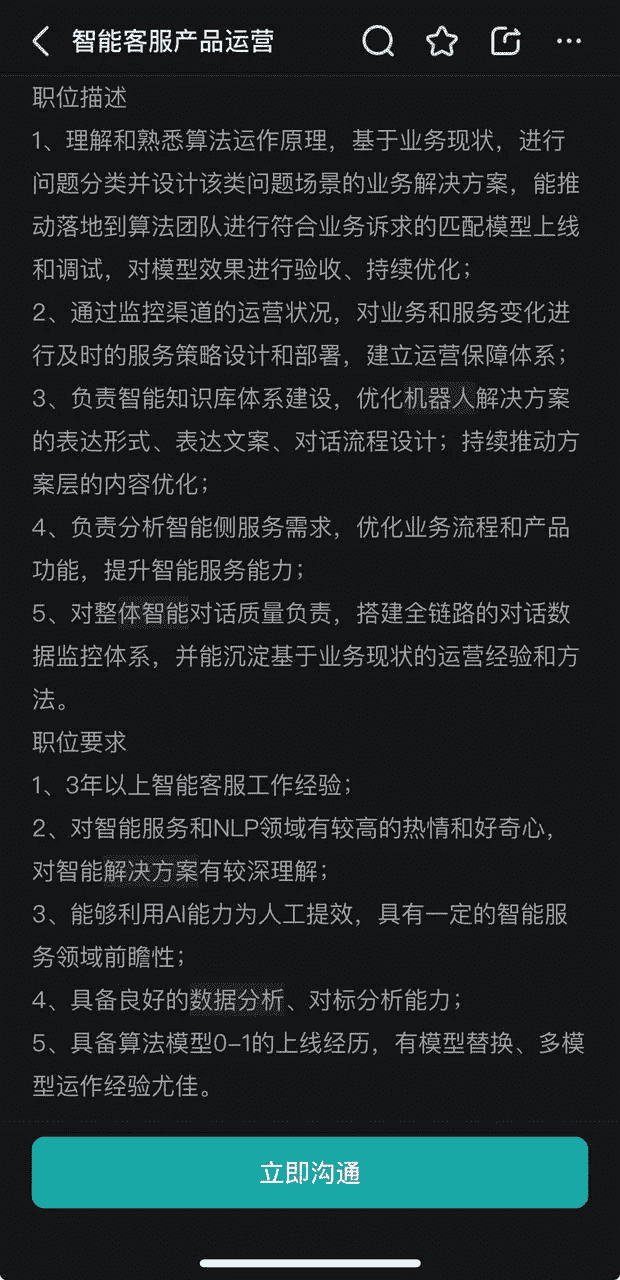 智能客服产品运营
职位描述
1、理解和熟悉算法运作原理，基于业务现状，进行
问题分类并设计该类问题场景的业务解决方案，能推
动落地到算法团队进行符合业务诉求的匹配模型上线
和调试，对模型效果进行验收、持续优化；
2、通过监控渠道的运营状况，对业务和服务变化进
行及时的服务策略设计和部署，建立运营保障体系；
3、负责智能知识库体系建设，优化机器人解决方案
的表达形式、表达文案、对话流程设计；持续推动方
案层的内容优化；
4、负责分析智能侧服务需求，优化业务流程和产品
功能，提升智能服务能力；
5、对整体智能对话质量负责，搭建全链路的对话数
据监控体系，并能沉淀基于业务现状的运营经验和方
法。
职位要求
1、3年以上智能客服工作经验；
2、对智能服务和NLP领域有较高的热情和好奇心，
对智能解决方案有较深理解；
3、能够利用AI能力为人工提效，具有一定的智能服
务领域前瞻性；
4、具备良好的数据分析、对标分析能力；
5、具备算法模型0-1的上线经历，有模型替换、多模
型运作经验尤佳。
立即沟通